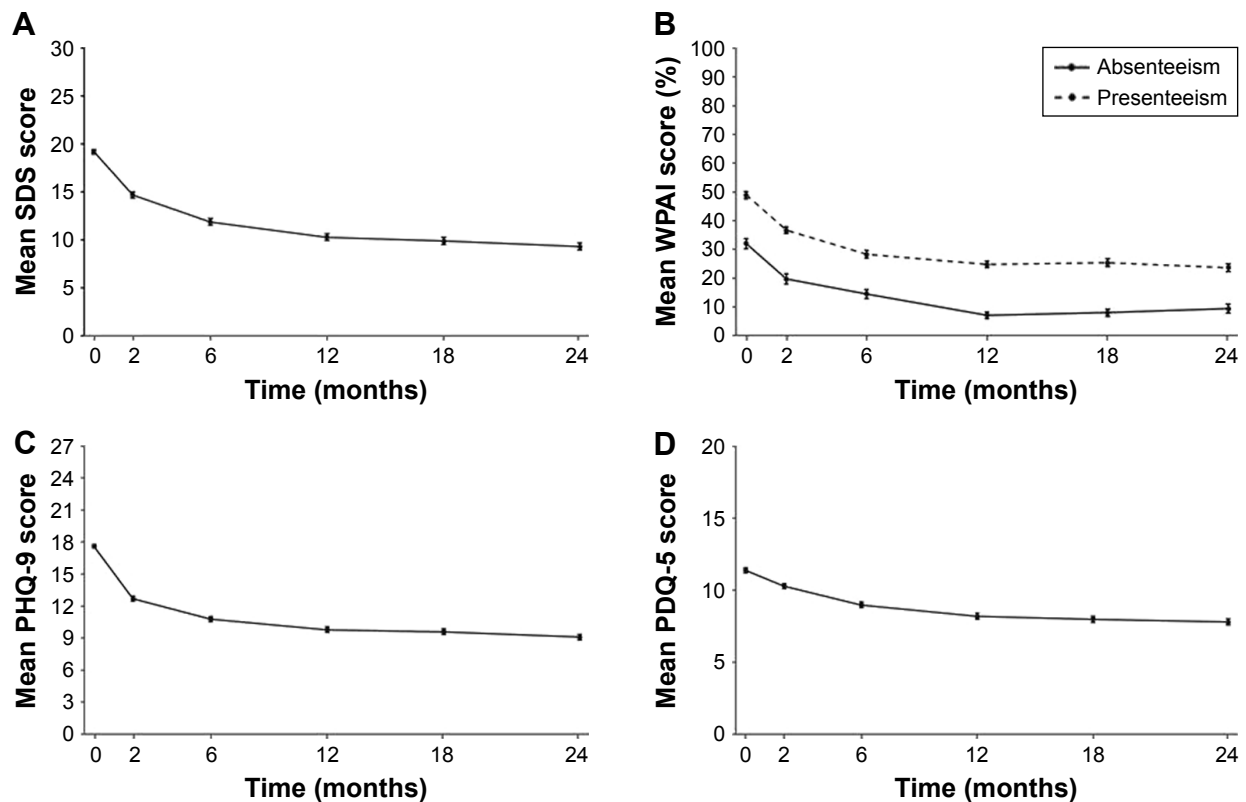 A
Mean SDS score
30
25
20
15
10
5
0
0 2 6 12 18 24
Time (months)
B
Mean WPAI score (%)
100
90
80
70
60
50
40
30
20
10
0
0 2 6 12 18 24
Time (months)
Absenteeism
Presenteeism
C
Mean PHQ-9 score
27
24
21
18
15
12
9
6
3
0
0 2 6 12 18 24
Time (months)
D
Mean PDQ-5 score
20
15
10
5
0
0 2 6 12 18 24
Time (months)